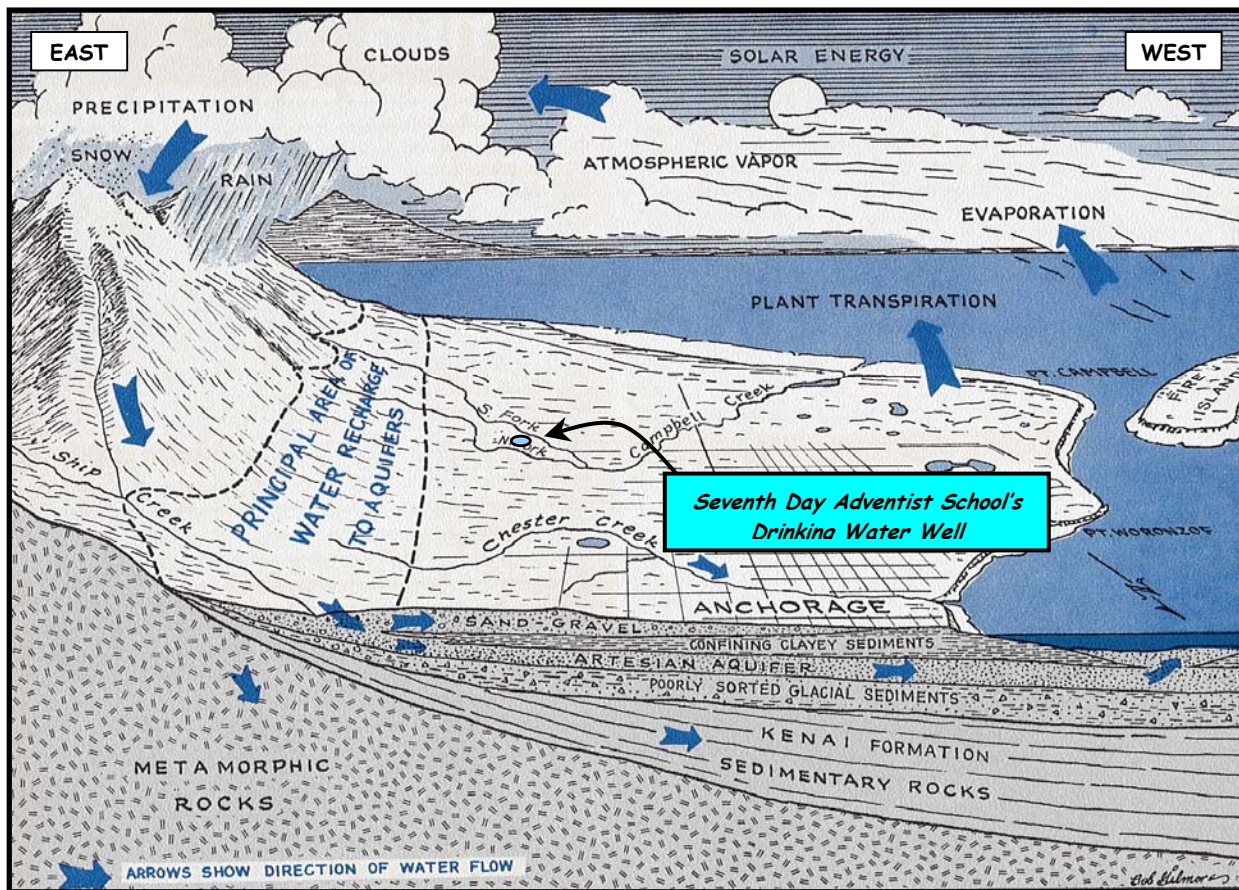 EAST
CLOUDS
SOLAR ENERGY
WEST
PRECIPITATION
SNOW
RAIN
ATMOSPHERIC VAPOR
EVAPORATION
PLANT TRANSPIRATION
PT. CAMPBELL
FIRE
ISLAND
PRINCIPAL AREA OF
WATER RECHARGE
TO AQUIFERS
S. Fork
N. Fork
Campbell Creek
Ship
Creek
Seventh Day Adventist School's
Drinking Water Well
Chester Creek
PT. WORONZOF
ANCHORAGE
SAND-GRAVEL
CONFINING CLAYEY SEDIMENTS
ARTESIAN AQUIFER
POORLY SORTED GLACIAL SEDIMENTS
KENAI FORMATION
SEDIMENTARY ROCKS
METAMORPHIC
ROCKS
ARROWS SHOW DIRECTION OF WATER FLOW
Bob Gilmore